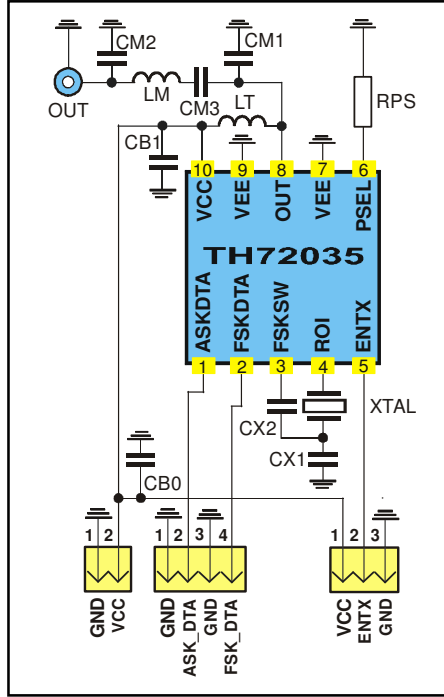 CM2
CM1
OUT
LM
CM3
LT
RPS
CB1
10
9
8
7
6
VCC
VEE
OUT
VEE
PSEL
TH72035
ASKDTA
FSKDTA
FSKSW
ROI
ENTX
1
2
3
4
5
XTAL
CX2
CX1
CB0
1 2
1 2 3 4
1 2 3
GND
VCC
GND
ASK_DTA
GND
FSK_DTA
VCC
ENTX
GND